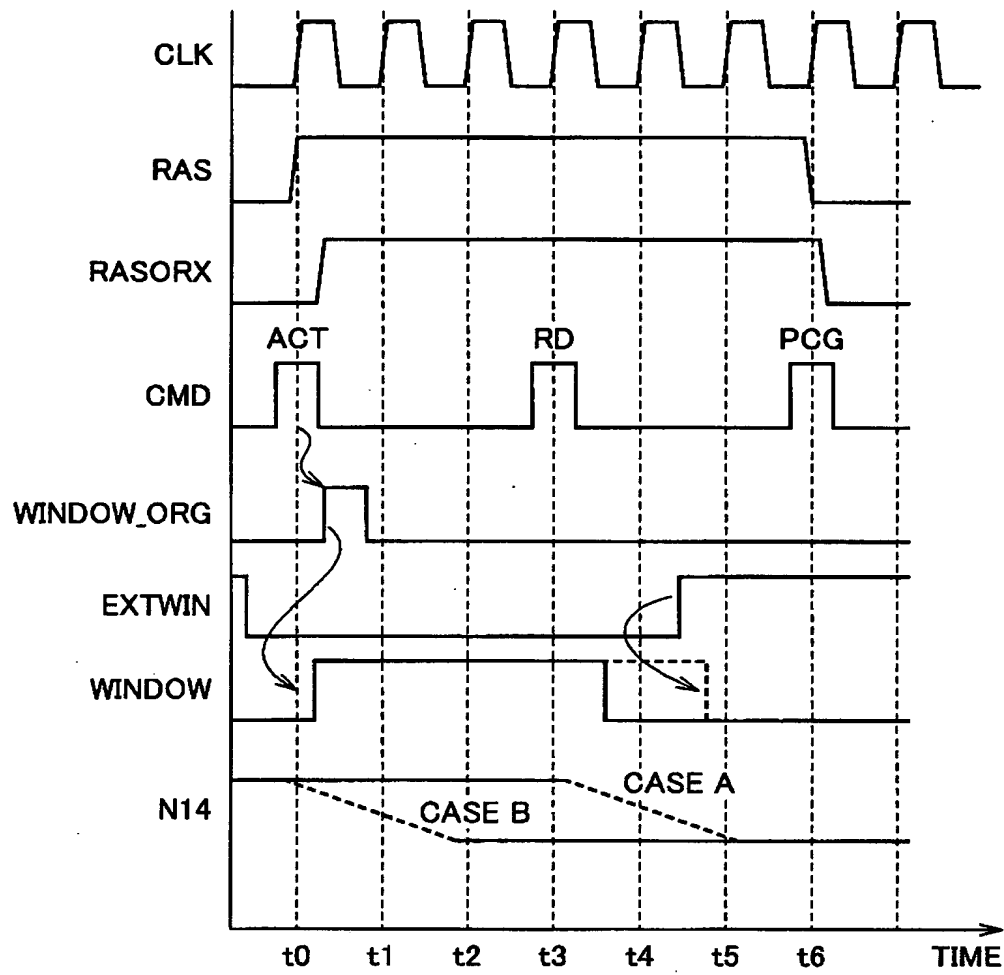 CLK
RAS
RASORX
ACT RD PCG
CMD
WINDOW_ORG
EXTWIN
WINDOW
CASE A
N14
CASE B
t0 t1 t2 t3 t4 t5 t6 TIME